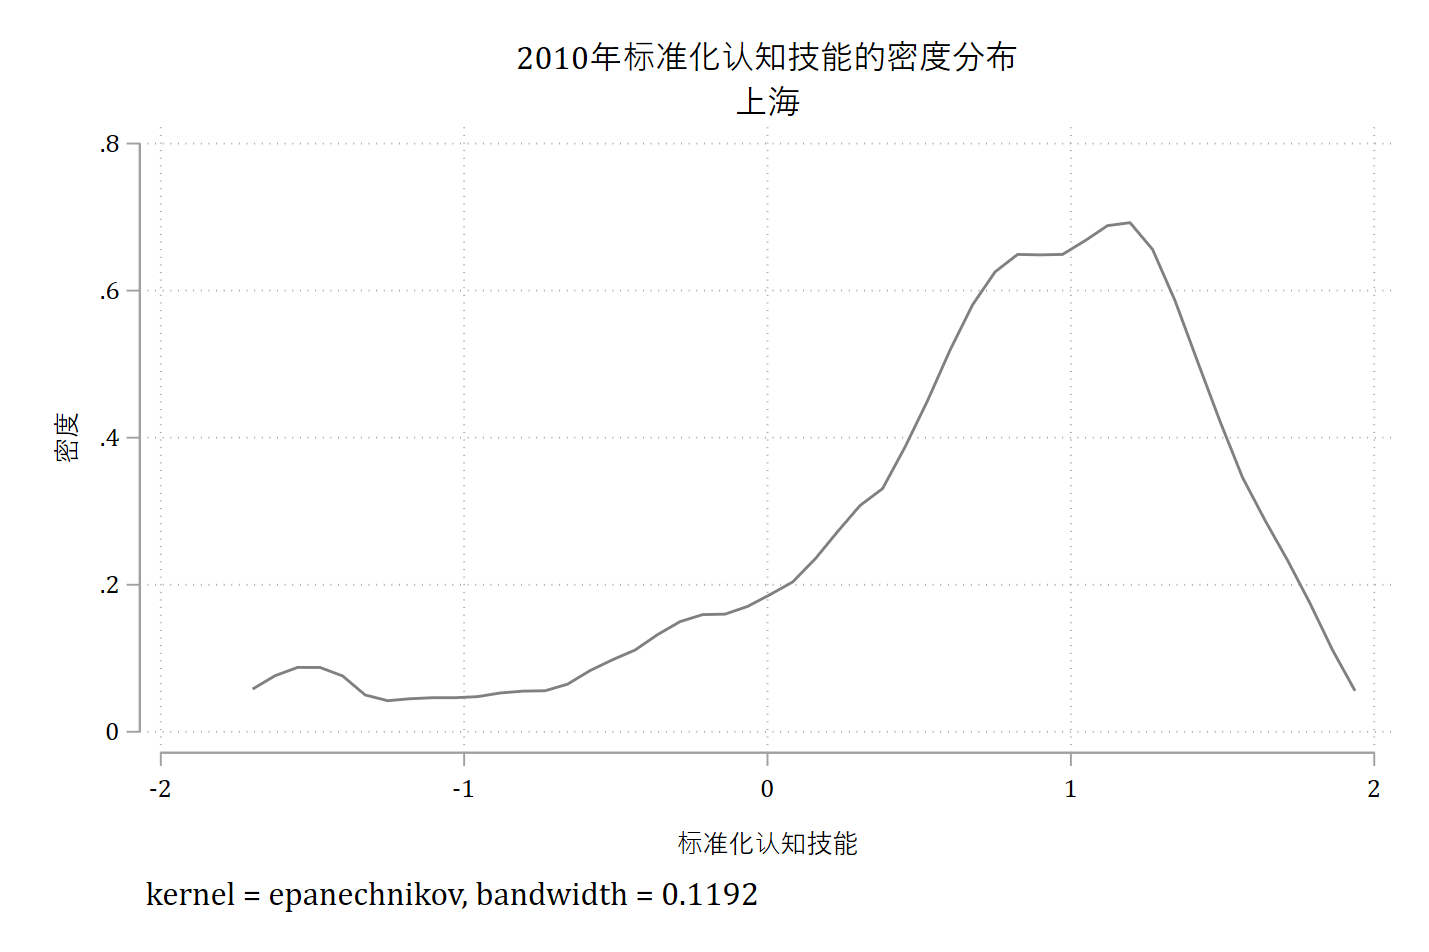 2010年标准化认知技能的密度分布
上海
.8
.6
.4
.2
0
密度
-2
-1
0
1
2
标准化认知技能
kernel = epanechnikov, bandwidth = 0.1192